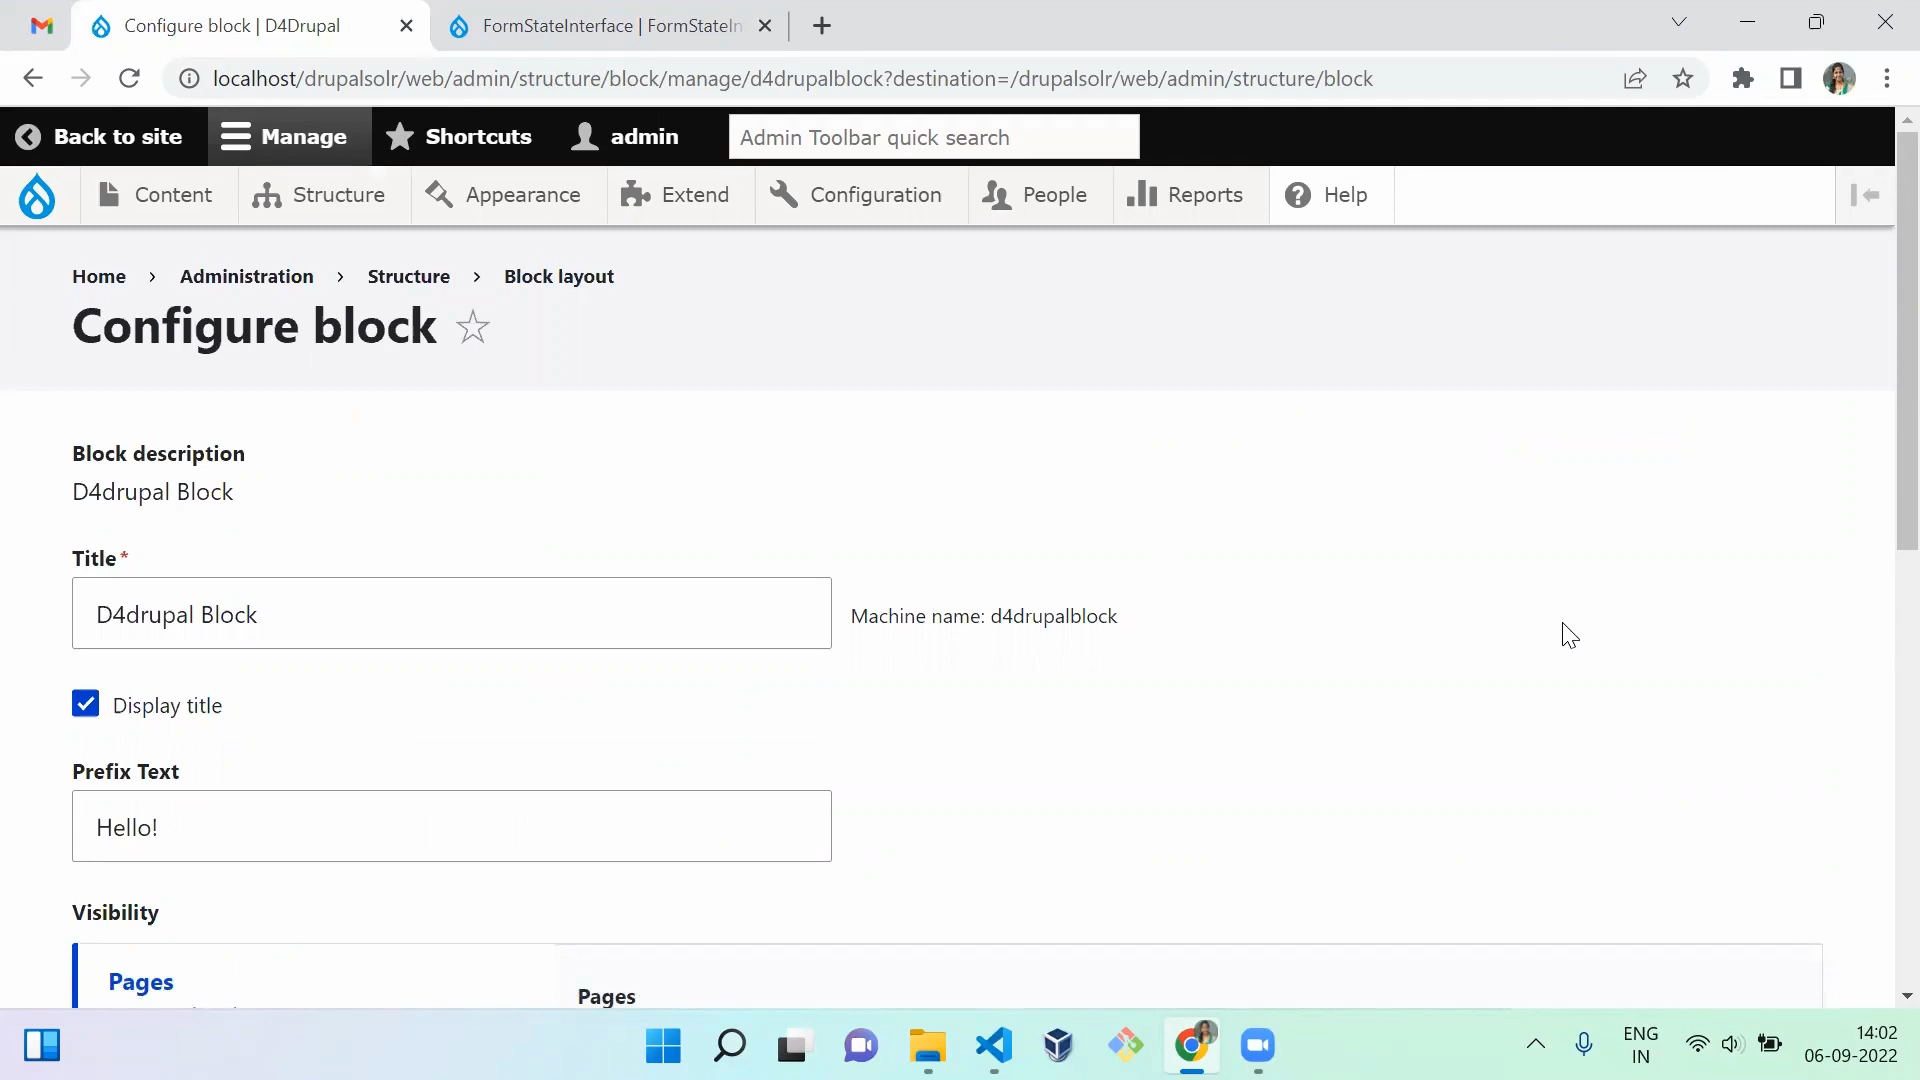 Configure block | D4Drupal
FormStateInterface | FormStateIn
localhost/drupalsolr/web/admin/structure/block/manage/d4drupalblock?destination=/drupalsolr/web/admin/structure/block
Back to site
Manage
Shortcuts
admin
Admin Toolbar quick search
Content
Structure
Appearance
Extend
Configuration
People
Reports
Help
Home
Administration
Structure
Block layout
Configure block
Block description
D4drupal Block
Title*
D4drupal Block
Machine name: d4drupalblock
Display title
Prefix Text
Hello!
Visibility
Pages
Pages
ENG
IN
14:02
06-09-2022